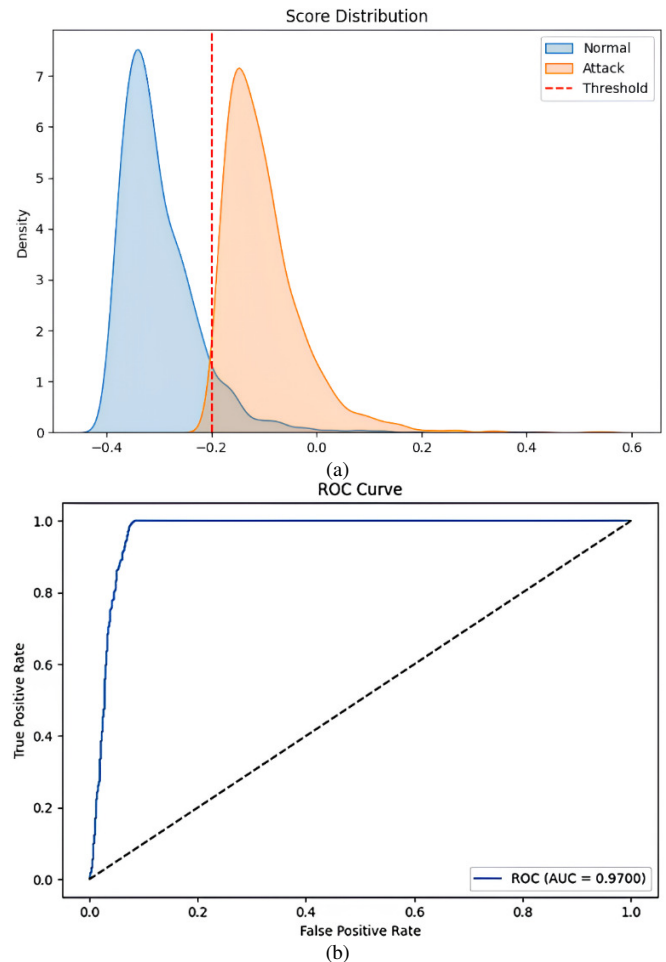 Score Distribution
Normal
Attack
Threshold
7
6
5
4
3
2
1
0
Density
−0.4 −0.2 0.0 0.2 0.4 0.6
(a)
ROC Curve
1.0
0.8
0.6
0.4
0.2
0.0
True Positive Rate
ROC (AUC = 0.9700)
0.0 0.2 0.4 0.6 0.8 1.0
False Positive Rate
(b)